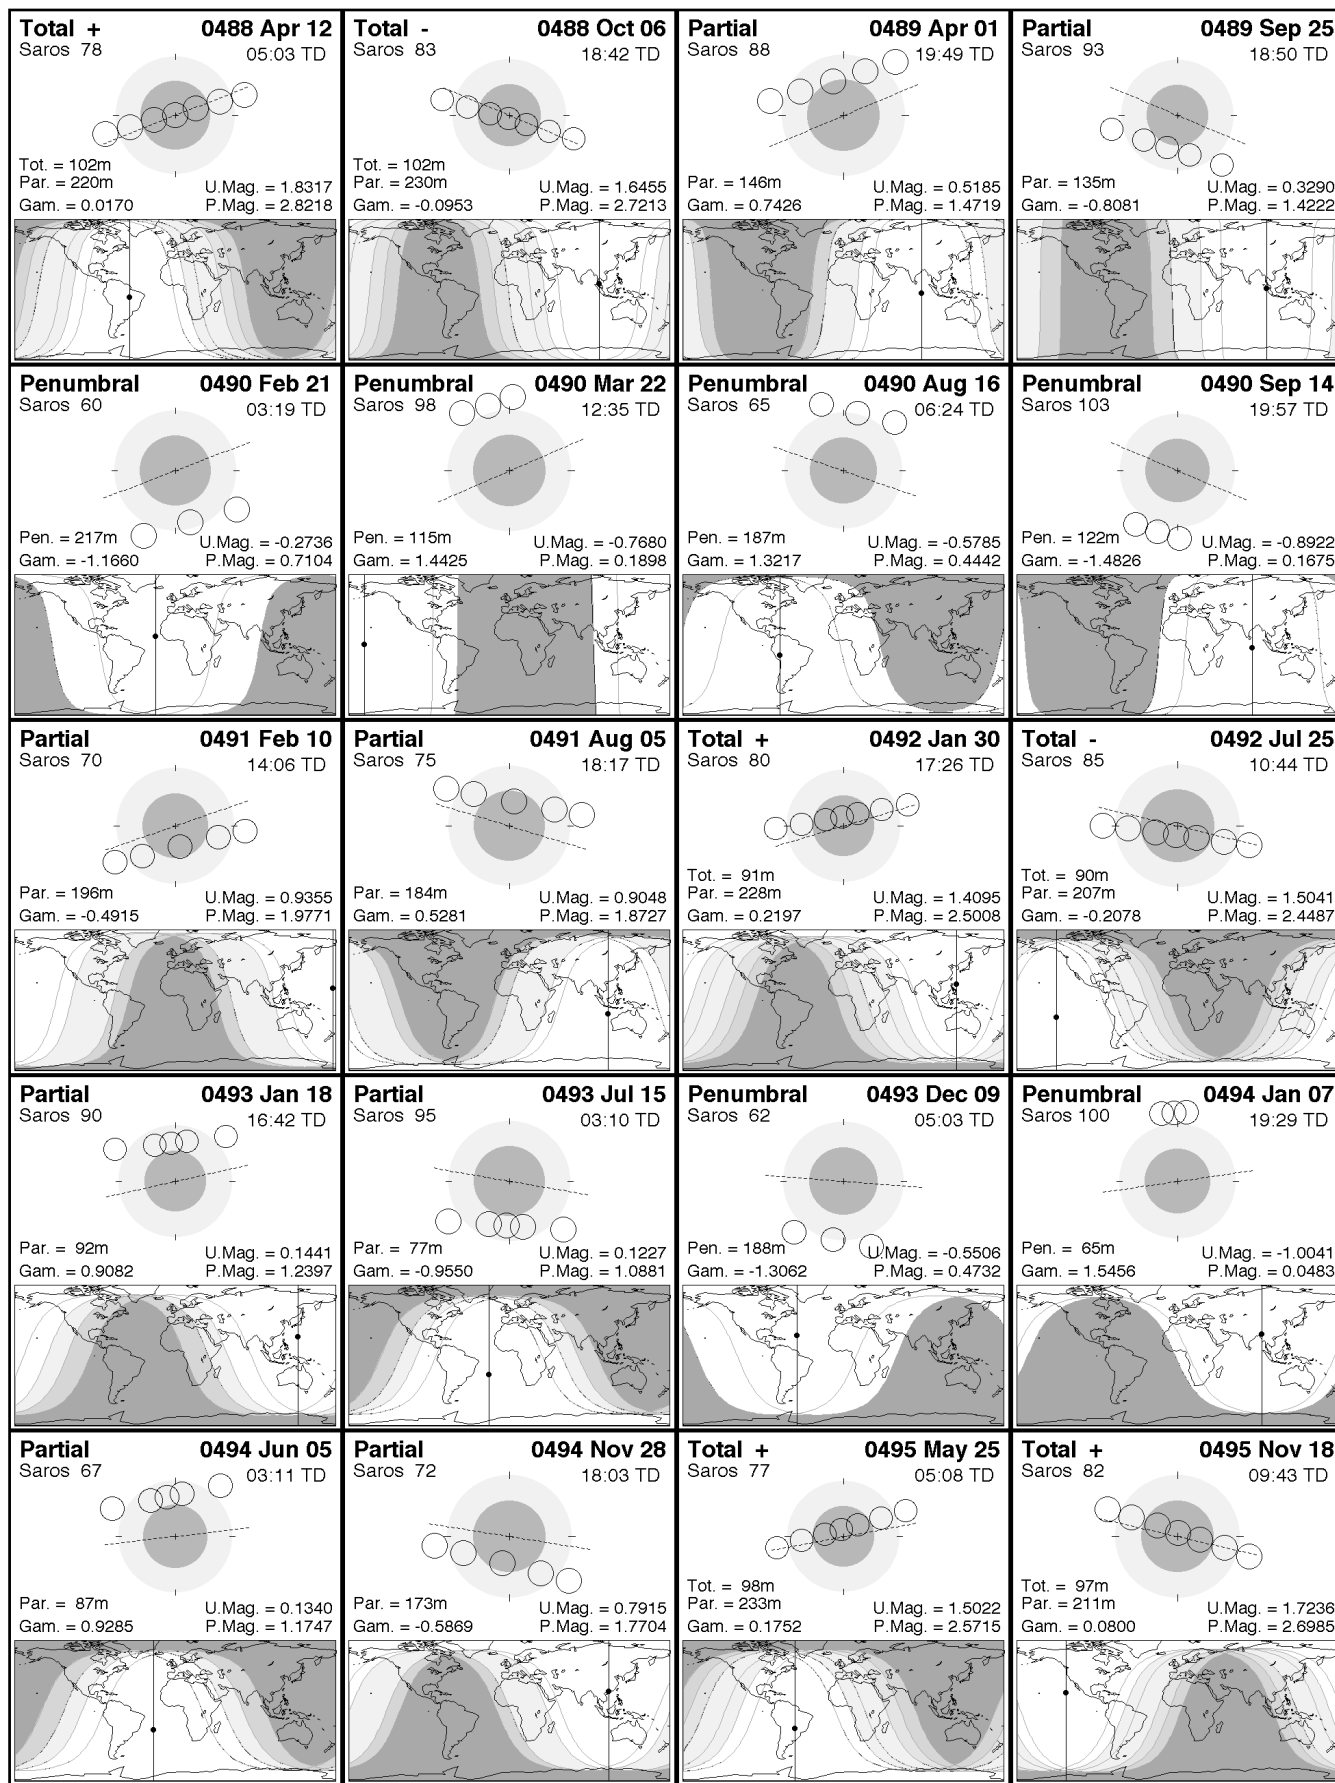 Total + 0488 Apr 12
Saros 78 05:03 TD
Tot. = 102m
Par. = 220m U.Mag. = 1.8317
Gam. = 0.0170 P.Mag. = 2.8218
Total - 0488 Oct 06
Saros 83 18:42 TD
Tot. = 102m
Par. = 230m U.Mag. = 1.6455
Gam. = -0.0953 P.Mag. = 2.7213
Partial 0489 Apr 01
Saros 88 19:49 TD
Par. = 146m U.Mag. = 0.5185
Gam. = 0.7426 P.Mag. = 1.4719
Partial 0489 Sep 25
Saros 93 18:50 TD
Par. = 135m U.Mag. = 0.3290
Gam. = -0.8081 P.Mag. = 1.4222
Penumbral 0490 Feb 21
Saros 60 03:19 TD
Pen. = 217m U.Mag. = -0.2736
Gam. = -1.1660 P.Mag. = 0.7104
Penumbral 0490 Mar 22
Saros 98 12:35 TD
Pen. = 115m U.Mag. = -0.7680
Gam. = 1.4425 P.Mag. = 0.1898
Penumbral 0490 Aug 16
Saros 65 06:24 TD
Pen. = 187m U.Mag. = -0.5785
Gam. = 1.3217 P.Mag. = 0.4442
Penumbral 0490 Sep 14
Saros 103 19:57 TD
Pen. = 122m U.Mag. = -0.8922
Gam. = -1.4826 P.Mag. = 0.1675
Partial 0491 Feb 10
Saros 70 14:06 TD
Par. = 196m U.Mag. = 0.9355
Gam. = -0.4915 P.Mag. = 1.9771
Partial 0491 Aug 05
Saros 75 18:17 TD
Par. = 184m U.Mag. = 0.9048
Gam. = 0.5281 P.Mag. = 1.8727
Total + 0492 Jan 30
Saros 80 17:26 TD
Tot. = 91m
Par. = 228m U.Mag. = 1.4095
Gam. = 0.2197 P.Mag. = 2.5008
Total - 0492 Jul 25
Saros 85 10:44 TD
Tot. = 90m
Par. = 207m U.Mag. = 1.5041
Gam. = -0.2078 P.Mag. = 2.4487
Partial 0493 Jan 18
Saros 90 16:42 TD
Par. = 92m U.Mag. = 0.1441
Gam. = 0.9082 P.Mag. = 1.2397
Partial 0493 Jul 15
Saros 95 03:10 TD
Par. = 77m U.Mag. = 0.1227
Gam. = -0.9550 P.Mag. = 1.0881
Penumbral 0493 Dec 09
Saros 62 05:03 TD
Pen. = 188m U.Mag. = -0.5506
Gam. = -1.3062 P.Mag. = 0.4732
Penumbral 0494 Jan 07
Saros 100 19:29 TD
Pen. = 65m U.Mag. = -1.0041
Gam. = 1.5456 P.Mag. = 0.0483
Partial 0494 Jun 05
Saros 67 03:11 TD
Par. = 87m U.Mag. = 0.1340
Gam. = 0.9285 P.Mag. = 1.1747
Partial 0494 Nov 28
Saros 72 18:03 TD
Par. = 173m U.Mag. = 0.7915
Gam. = -0.5869 P.Mag. = 1.7704
Total + 0495 May 25
Saros 77 05:08 TD
Tot. = 98m
Par. = 233m U.Mag. = 1.5022
Gam. = 0.1752 P.Mag. = 2.5715
Total + 0495 Nov 18
Saros 82 09:43 TD
Tot. = 97m
Par. = 211m U.Mag. = 1.7236
Gam. = 0.0800 P.Mag. = 2.6985